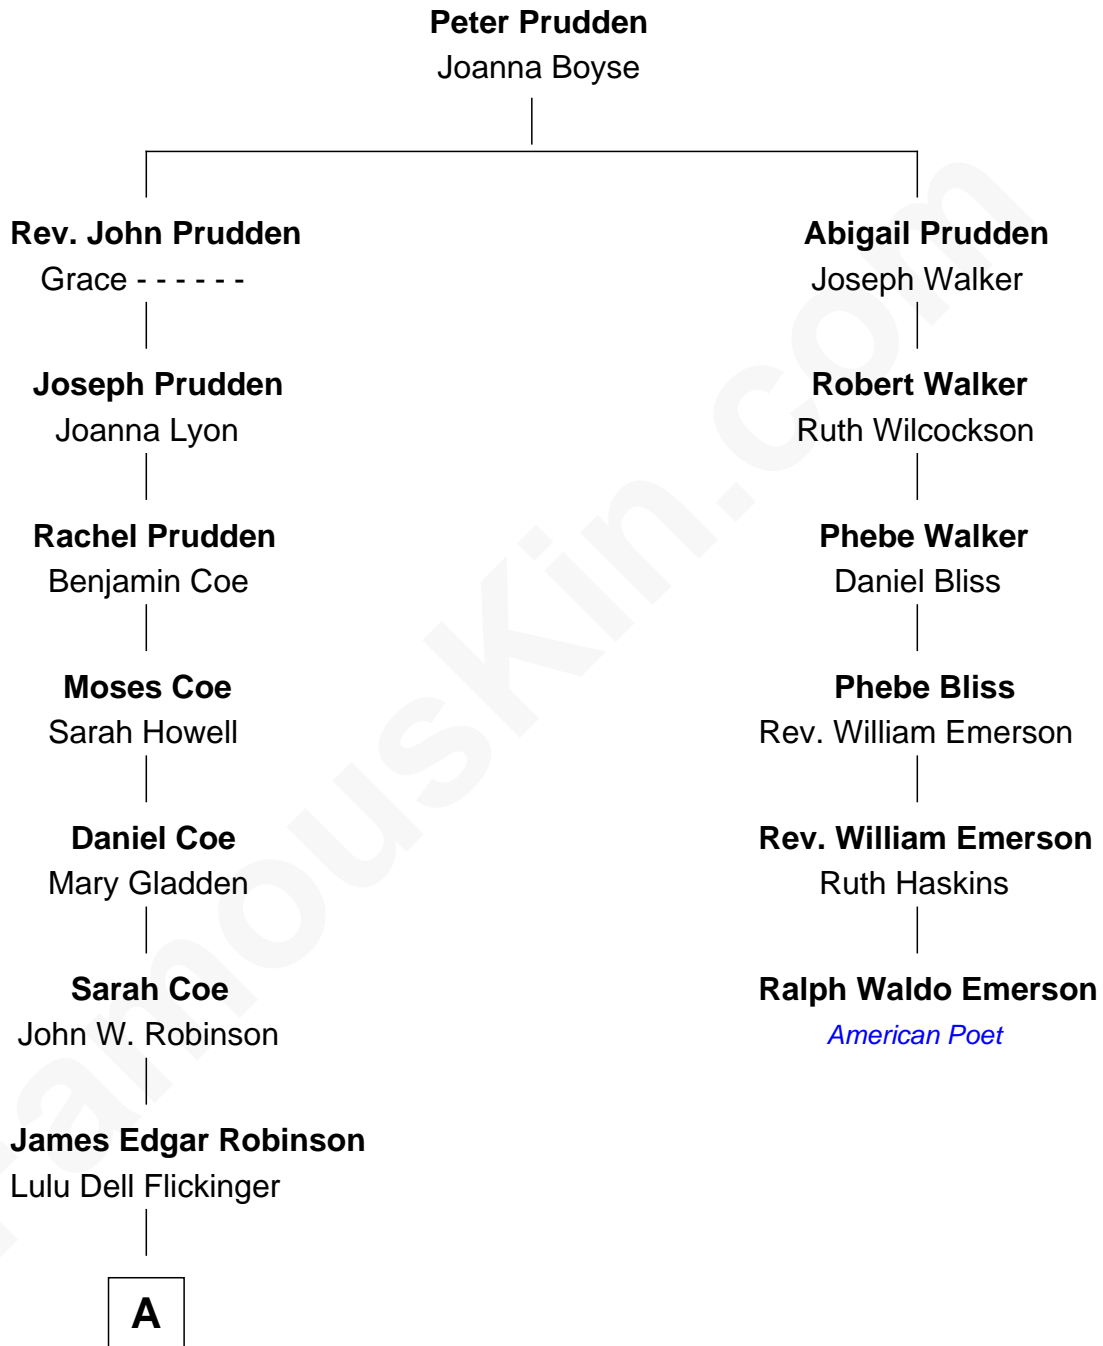 Peter Prudden
Joanna Boyse
Rev. John Prudden
Grace - - - - - -
Abigail Prudden
Joseph Walker
Joseph Prudden
Joanna Lyon
Robert Walker
Ruth Wilcockson
Rachel Prudden
Benjamin Coe
Phebe Walker
Daniel Bliss
Moses Coe
Sarah Howell
Phebe Bliss
Rev. William Emerson
Daniel Coe
Mary Gladden
Rev. William Emerson
Ruth Haskins
Sarah Coe
John W. Robinson
Ralph Waldo Emerson
American Poet
James Edgar Robinson
Lulu Dell Flickinger
A
FamousKin.com